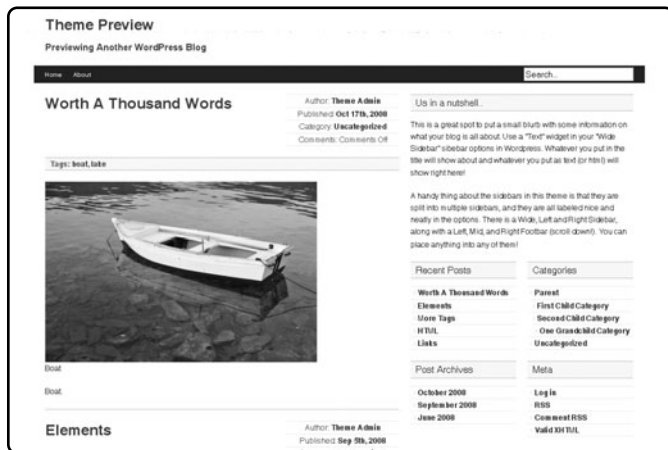 Theme Preview
Previewing Another WordPress Blog
Home About
Search..
Worth A Thousand Words
Author: Theme Admin
Published: Oct 17th, 2008
Category: Uncategorized
Comments: Comments Off
Tags: boat, lake
Boat
Boat.
Elements
Author: Theme Admin
Published: Sep 5th, 2008
Us in a nutshell..
This is a great spot to put a small blurb with some information on
what your blog is all about. Use a "Text" widget in your "Wide
Sidebar" sibebar options in Wordpress. Whatever you put in the
title will show about and whatever you put as text (or html) will
show right here!
A handy thing about the sidebars in this theme is that they are
split into multiple sidebars, and they are all labeled nice and
neatly in the options. There is a Wide, Left and Right Sidebar,
along with a Left, Mid, and Right Footbar (scroll down!). You can
place anything into any of them!
Recent Posts
Worth A Thousand Words
Elements
More Tags
HTML
Links
Categories
Parent
First Child Category
Second Child Category
One Grandchild Category
Uncategorized
Post Archives
October 2008
September 2008
June 2008
Meta
Log in
RSS
Comment RSS
Valid XHTML